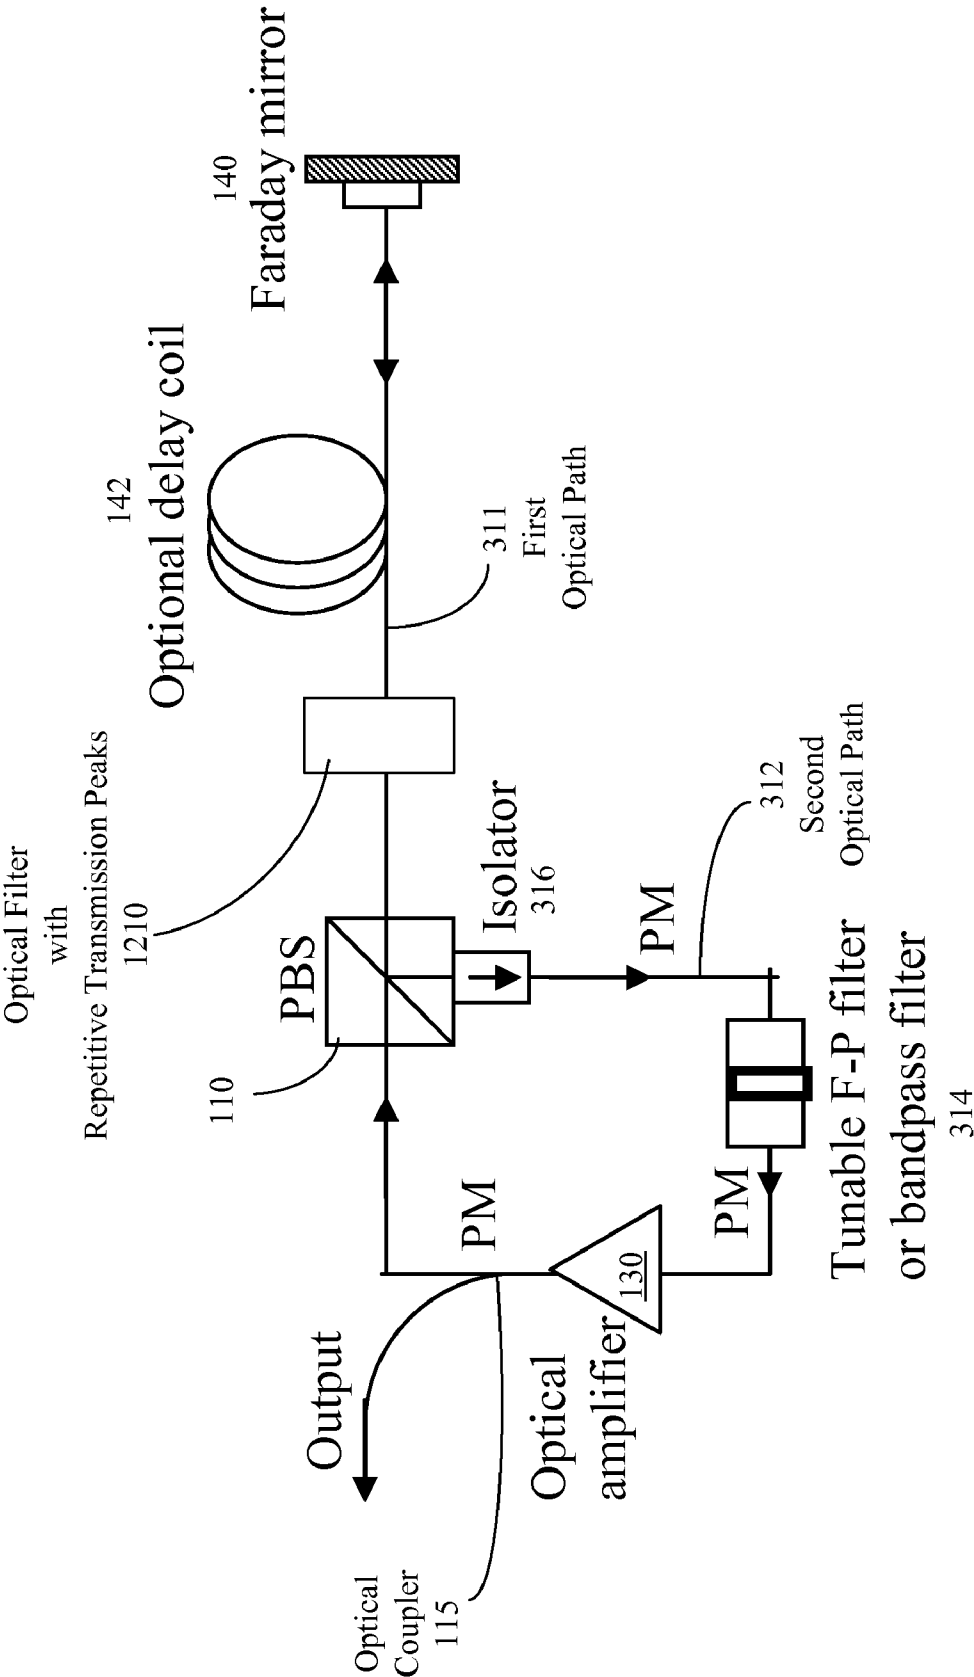 Optical Filter
with
Repetitive Transmission Peaks
1210
142
Optional delay coil
140
Faraday mirror
PBS
110
311
First
Optical Path
Isolator
316
PM
312
Second
Optical Path
Tunable F-P filter
or bandpass filter
314
PM
PM
130
Optical
amplifier
Output
Optical
Coupler
115